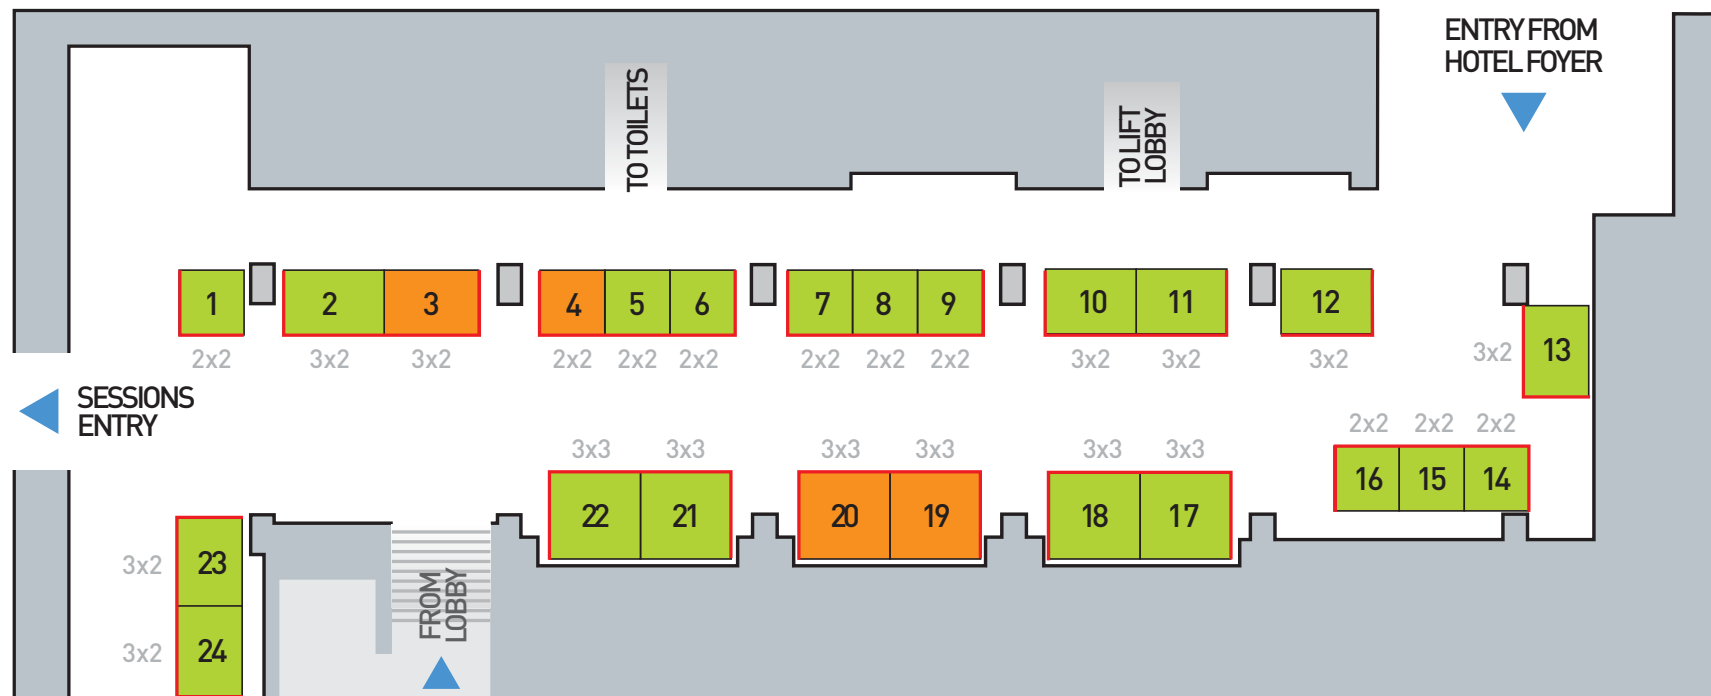 ENTRY FROM
HOTEL FOYER
TO TOILETS
TO LIFT
LOBBY
1 2 3 4 5 6 7 8 9 10 11 12
2x2 3x2 3x2 2x2 2x2 2x2 2x2 2x2 2x2 3x2 3x2 3x2
3x2 13
SESSIONS
ENTRY
2x2 2x2 2x2
16 15 14
3x3 3x3 3x3 3x3 3x3 3x3
22 21 20 19 18 17
3x2 23
3x2 24
FROM
LOBBY